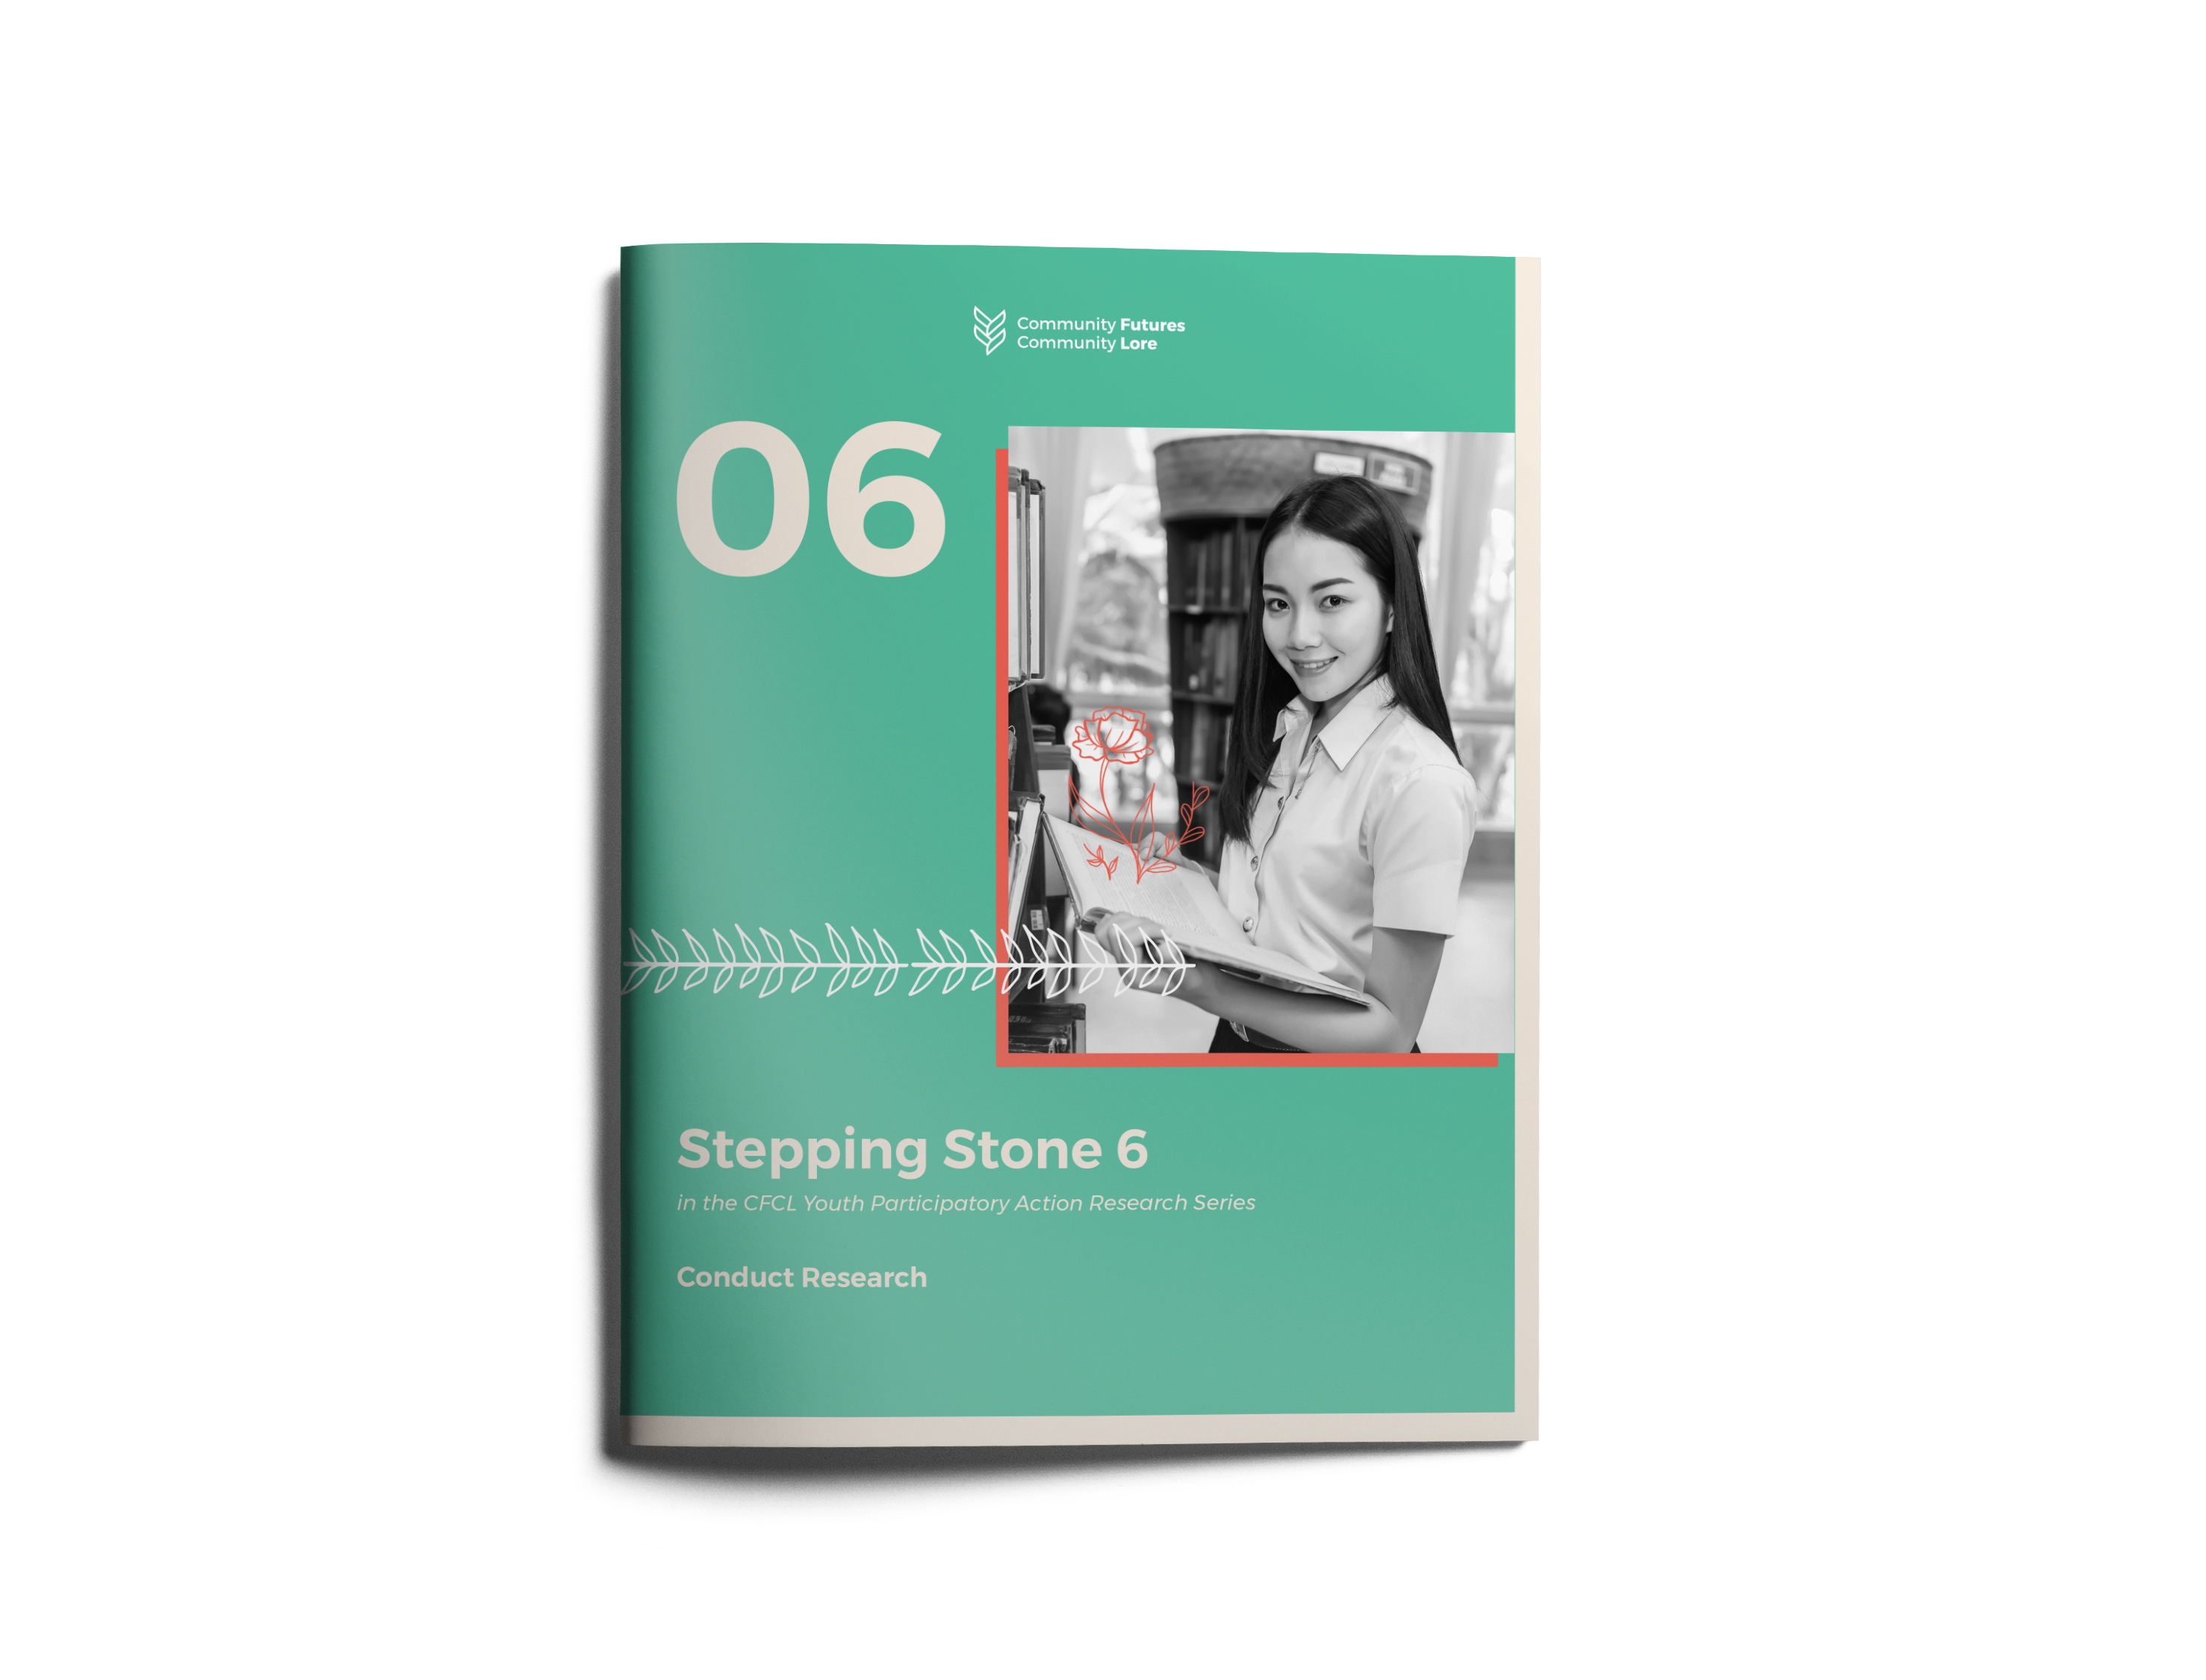 Community Futures
Community Lore
06
Stepping Stone 6
in the CFCL Youth Participatory Action Research Series
Conduct Research